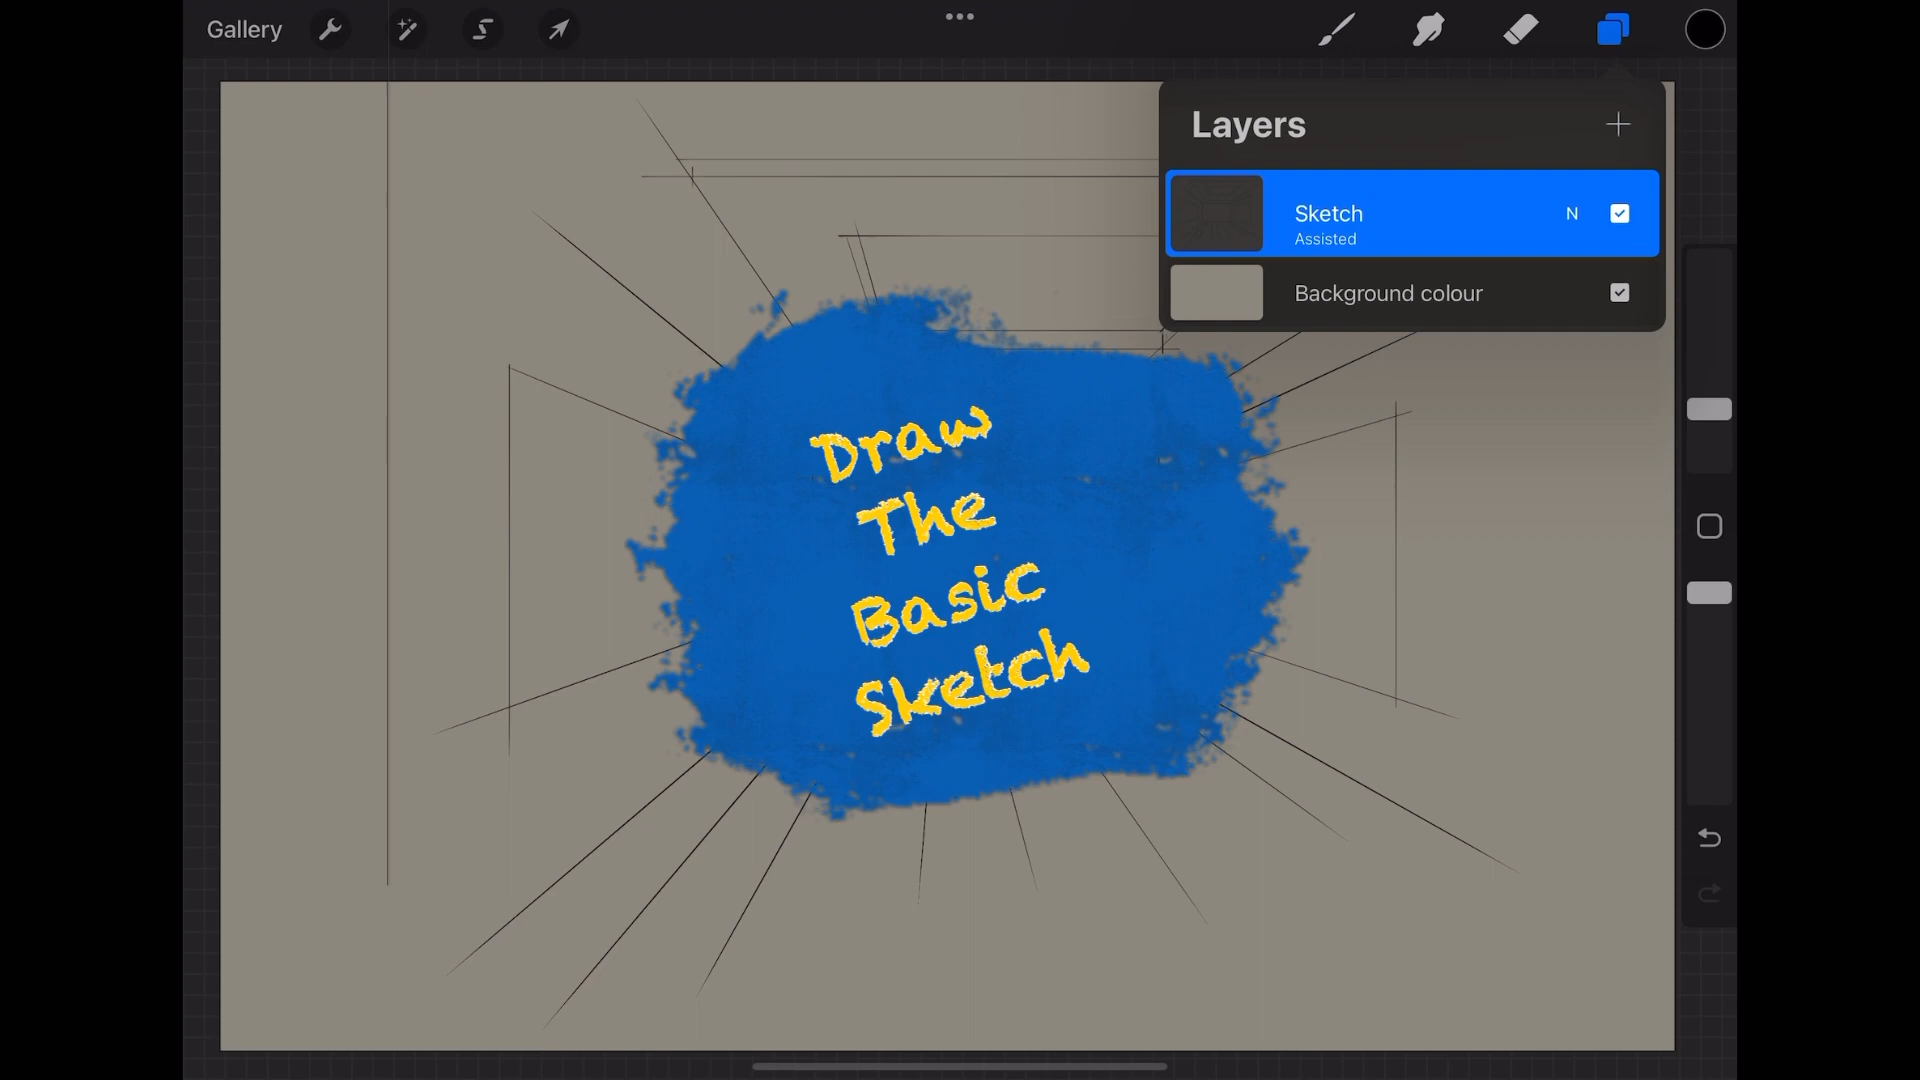 Gallery
Layers
Sketch
N
Assisted
Background colour
Draw
The
Basic
Sketch